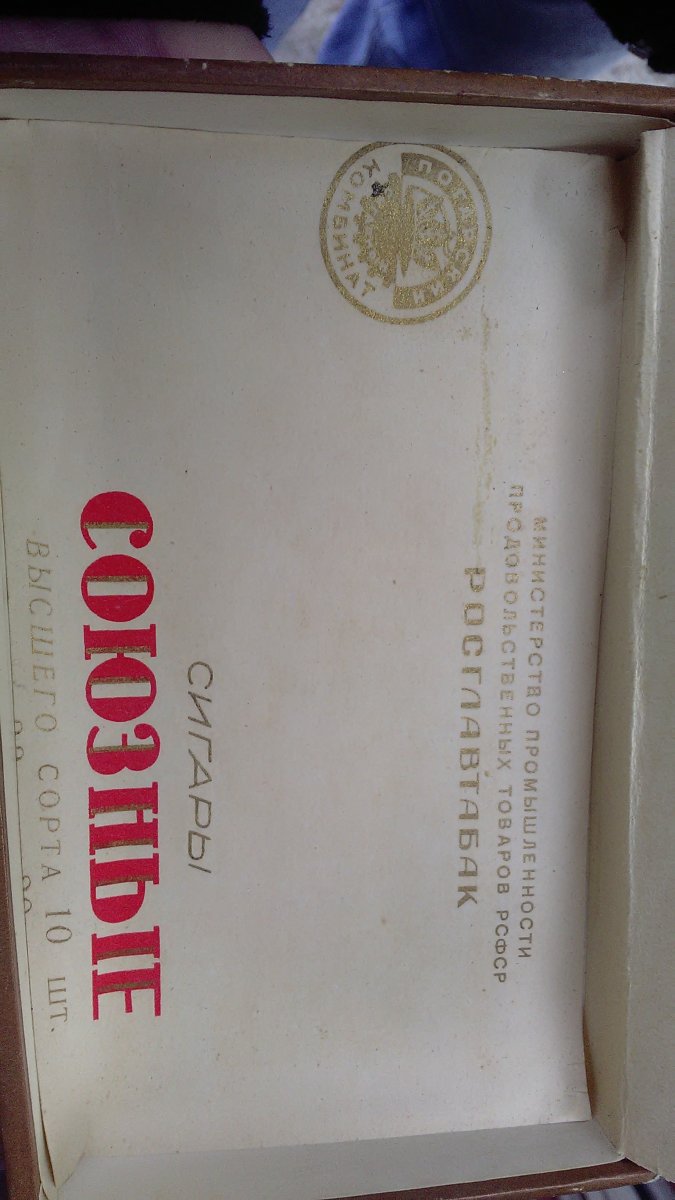 МИНИСТЕРСТВО ПРОМЫШЛЕННОСТИ
ПРОДОВОЛЬСТВЕННЫХ ТОВАРОВ РСФСР
РОСГЛАВТАБАК
ПОГАРСКИЙ
КОМБИНАТ
СИГАРЫ
СОЮЗНЫЕ
ВЫСШЕГО СОРТА 10 ШТ.